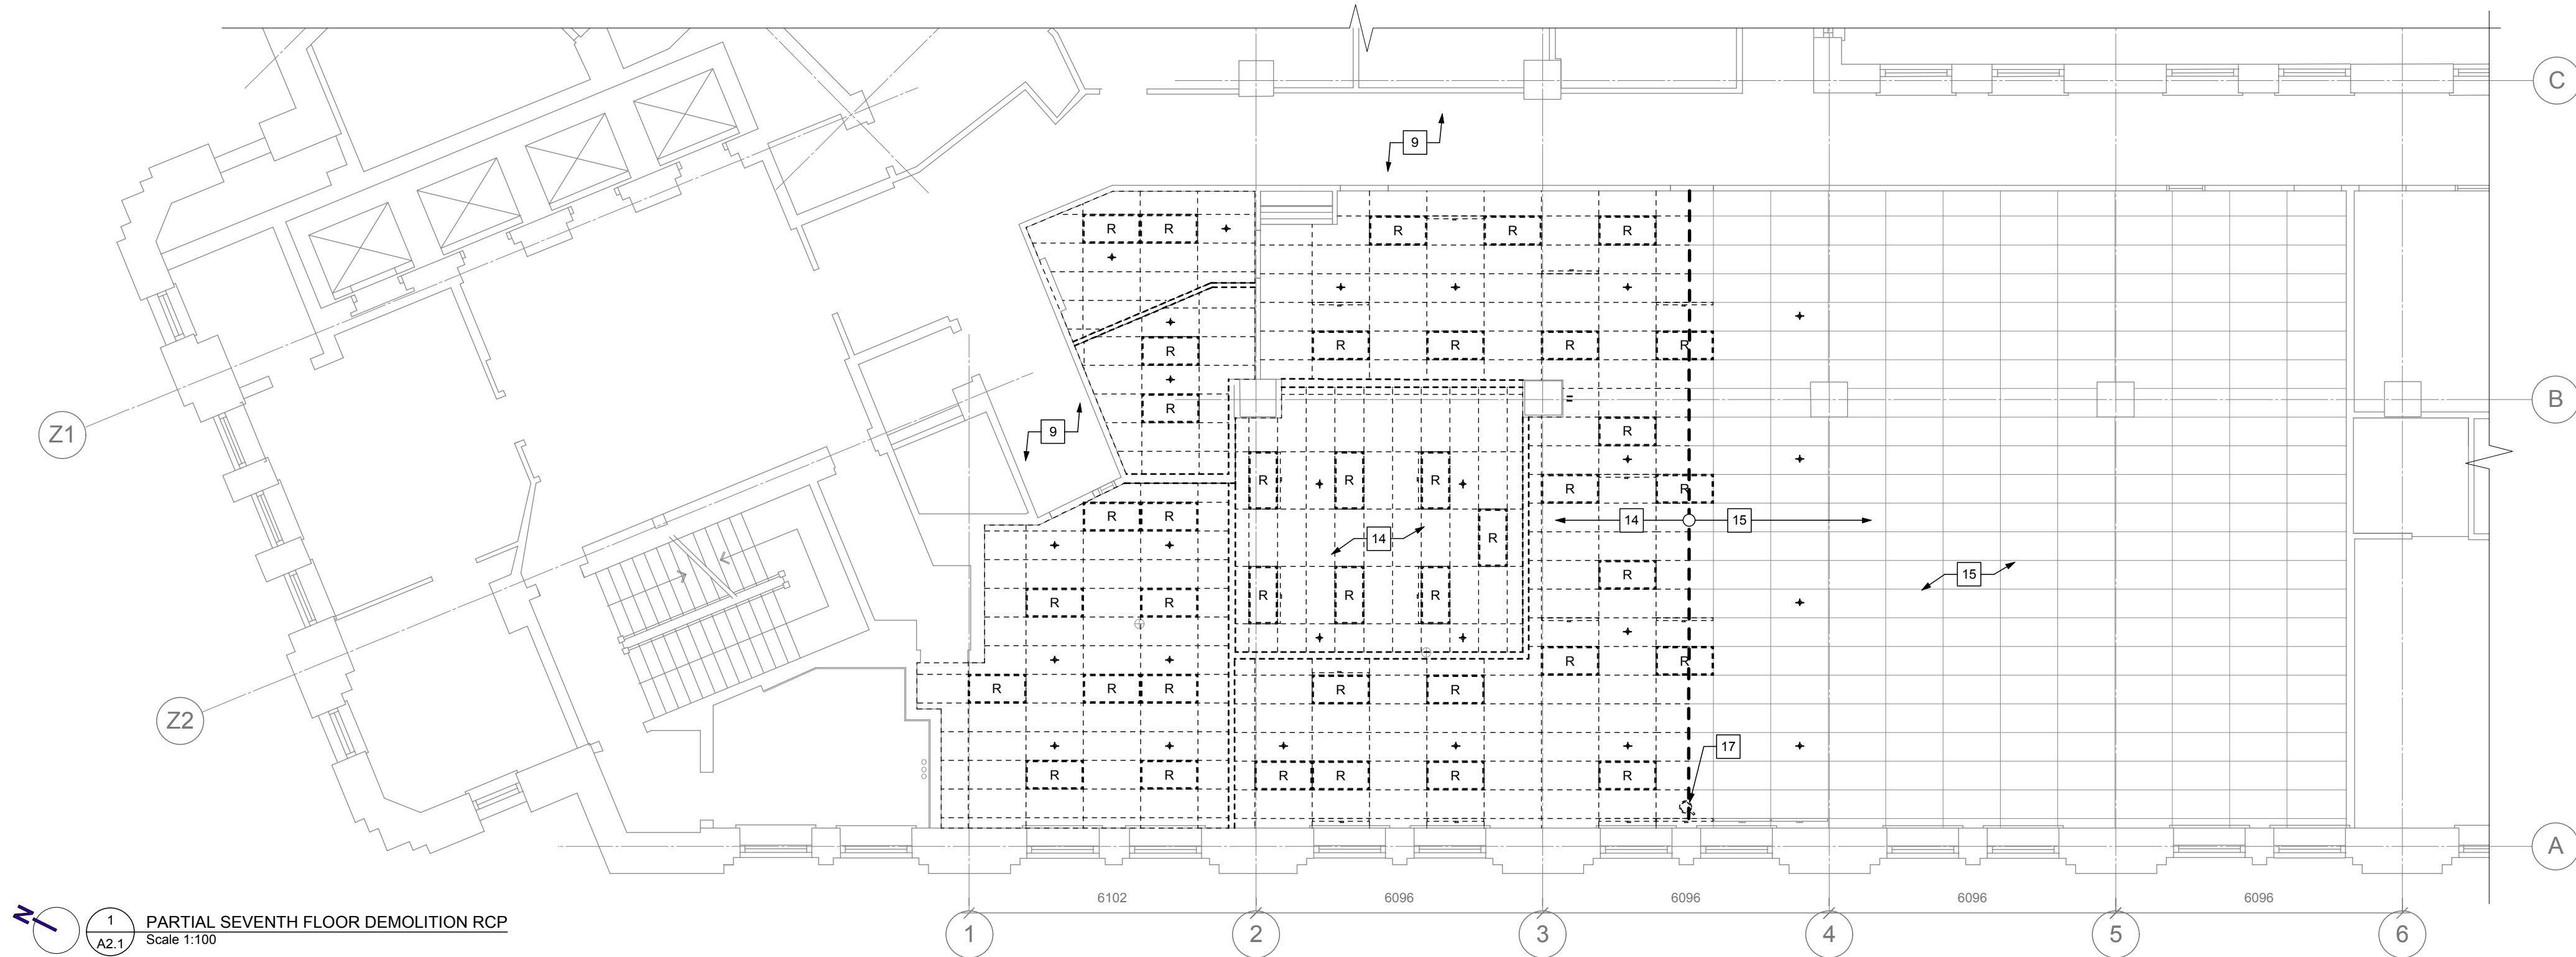 C
9
R R R R R
R R R R R
B
R
Z1 9 R
R R R R R
R R 14 15
14 R
R 15
R R R R R
R R
R R R R R
Z2
17
R R R R R R
A
6102 6096 6096 6096 6096
N
1 PARTIAL SEVENTH FLOOR DEMOLITION RCP
A2.1 Scale 1:100
1 2 3 4 5 6